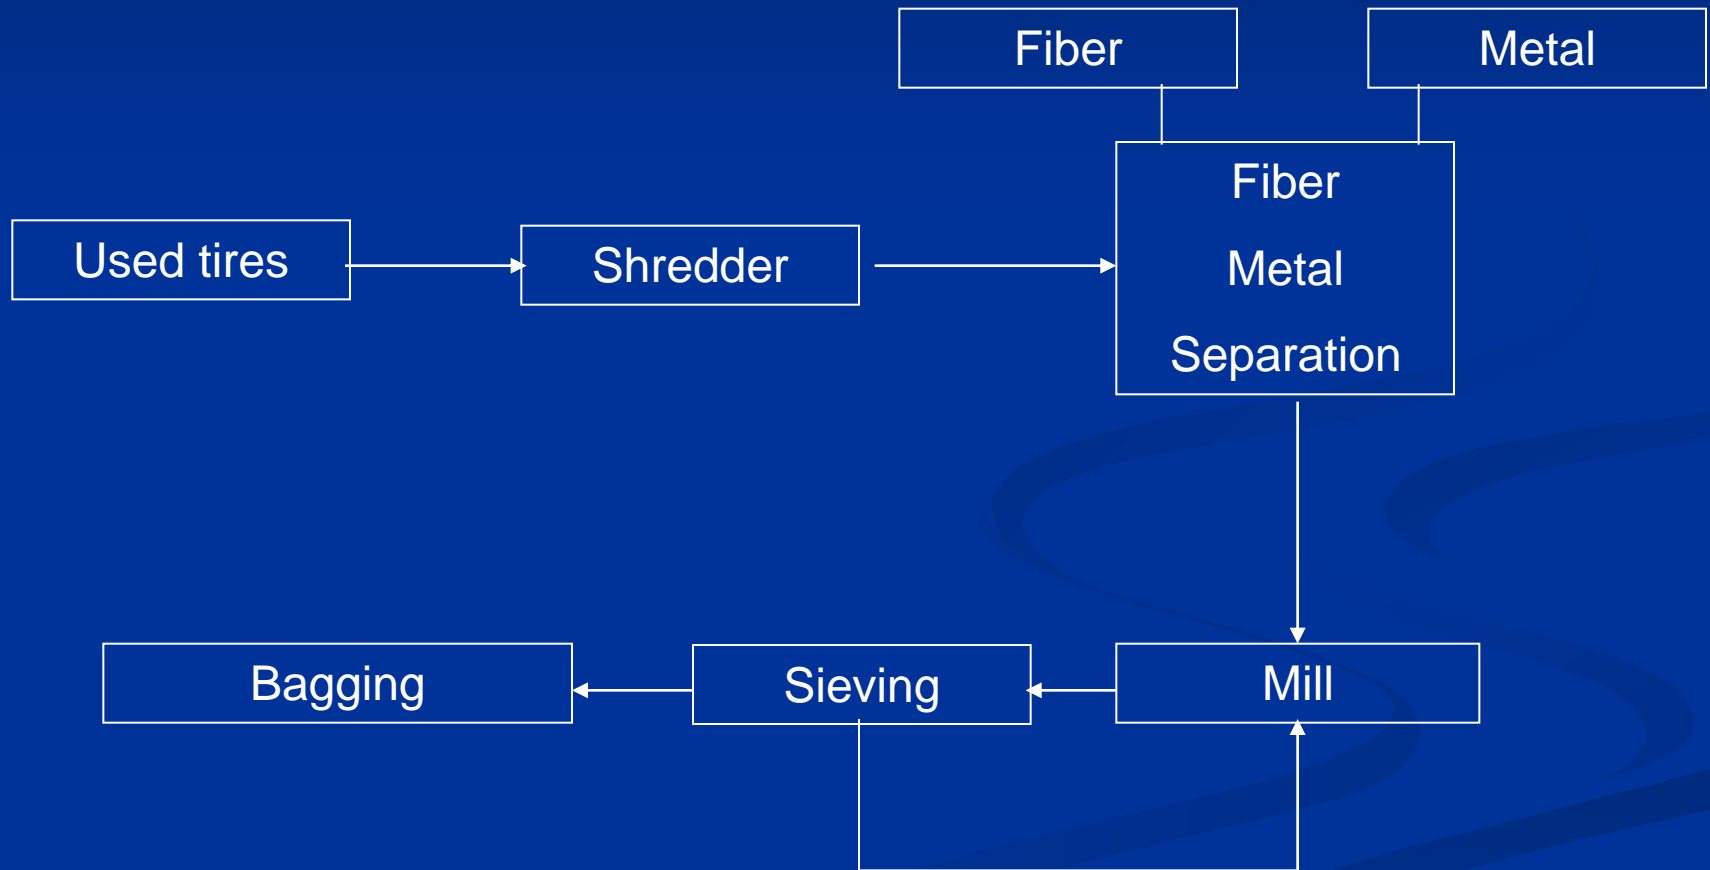 Fiber
Metal
Fiber
Metal
Separation
Used tires
Shredder
Bagging
Sieving
Mill